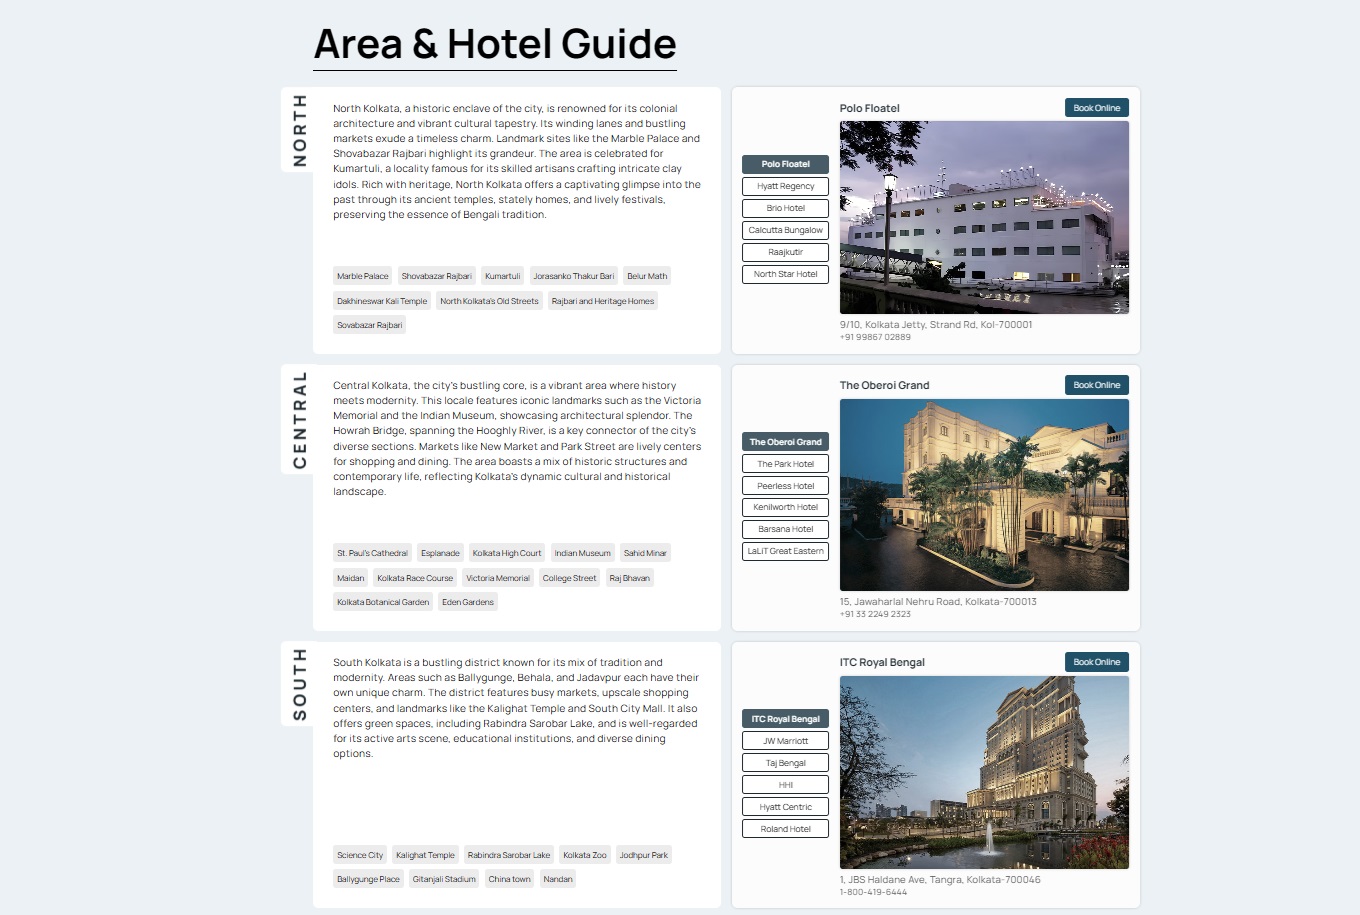 Area & Hotel Guide
NORTH
North Kolkata, a historic enclave of the city, is renowned for its colonial
architecture and vibrant cultural tapestry. Its winding lanes and bustling
markets exude a timeless charm. Landmark sites like the Marble Palace and
Shovabazar Rajbari highlight its grandeur. The area is celebrated for
Kumartuli, a locality famous for its skilled artisans crafting intricate clay
idols. Rich with heritage, North Kolkata offers a captivating glimpse into the
past through its ancient temples, stately homes, and lively festivals,
preserving the essence of Bengali tradition.
Marble Palace Shovabazar Rajbari Kumartuli Jorasanko Thakur Bari Belur Math
Dakhineswar Kali Temple North Kolkata's Old Streets Rajbari and Heritage Homes
Sovabazar Rajbari
Polo Floatel
Hyatt Regency
Brio Hotel
Calcutta Bungalow
Raajkutir
North Star Hotel
Polo Floatel Book Online
9/10, Kolkata Jetty, Strand Rd, Kol-700001
+91 99867 02889
CENTRAL
Central Kolkata, the city's bustling core, is a vibrant area where history
meets modernity. This locale features iconic landmarks such as the Victoria
Memorial and the Indian Museum, showcasing architectural splendor. The
Howrah Bridge, spanning the Hooghly River, is a key connector of the city's
diverse sections. Markets like New Market and Park Street are lively centers
for shopping and dining. The area boasts a mix of historic structures and
contemporary life, reflecting Kolkata's dynamic cultural and historical
landscape.
St. Paul's Cathedral Esplanade Kolkata High Court Indian Museum Sahid Minar
Maidan Kolkata Race Course Victoria Memorial College Street Raj Bhavan
Kolkata Botanical Garden Eden Gardens
The Oberoi Grand
The Park Hotel
Peerless Hotel
Kenilworth Hotel
Barsana Hotel
LaLiT Great Eastern
The Oberoi Grand Book Online
15, Jawaharlal Nehru Road, Kolkata-700013
+91 33 2249 2323
SOUTH
South Kolkata is a bustling district known for its mix of tradition and
modernity. Areas such as Ballygunge, Behala, and Jadavpur each have their
own unique charm. The district features busy markets, upscale shopping
centers, and landmarks like the Kalighat Temple and South City Mall. It also
offers green spaces, including Rabindra Sarobar Lake, and is well-regarded
for its active arts scene, educational institutions, and diverse dining
options.
Science City Kalighat Temple Rabindra Sarobar Lake Kolkata Zoo Jodhpur Park
Ballygunge Place Gitanjali Stadium China town Nandan
ITC Royal Bengal
JW Marriott
Taj Bengal
HHI
Hyatt Centric
Roland Hotel
ITC Royal Bengal Book Online
1, JBS Haldane Ave, Tangra, Kolkata-700046
1-800-419-6444